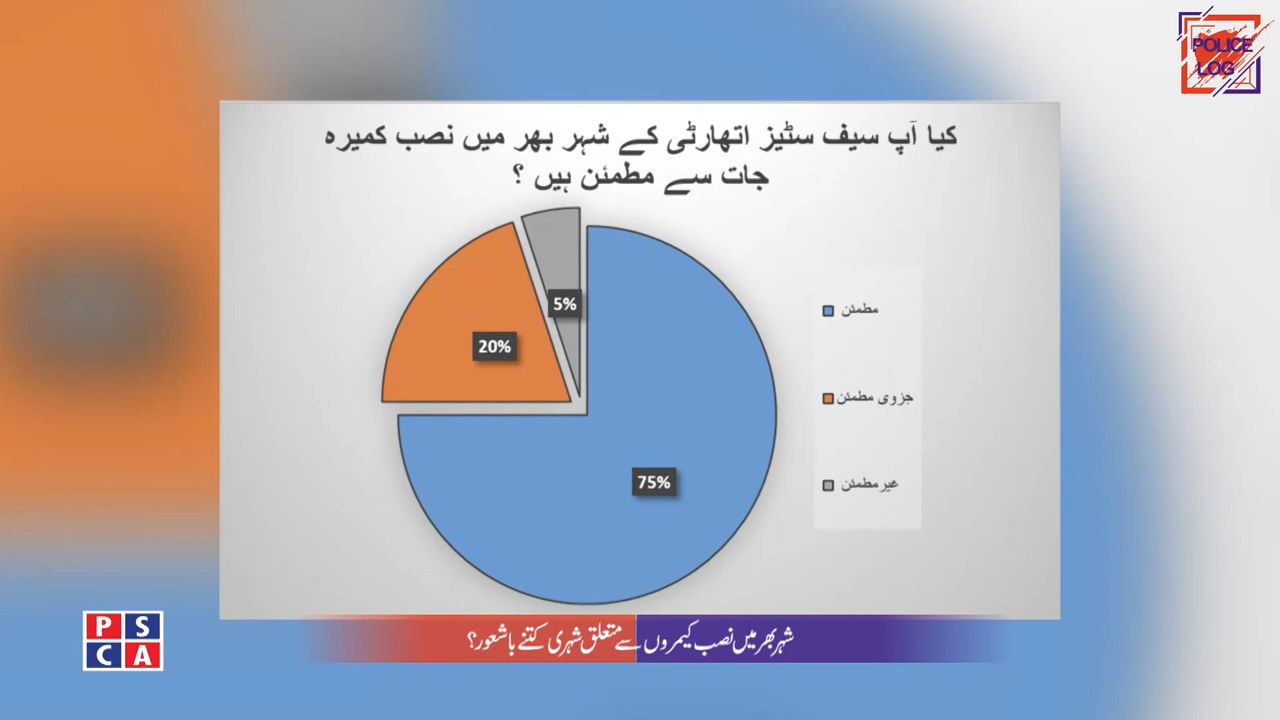 POLICE
LOG
کیا آپ سیف سٹیز اتھارٹی کے شہر بھر میں نصب کمیرہ
جات سے مطمئن ہیں ؟
5%
20%
75%
مطمئن
جزوی مطمئن
غیر مطمئن
شہر بھر میں نصب کیمروں سے متعلق شہری کتنے باشعور؟
P S
C A